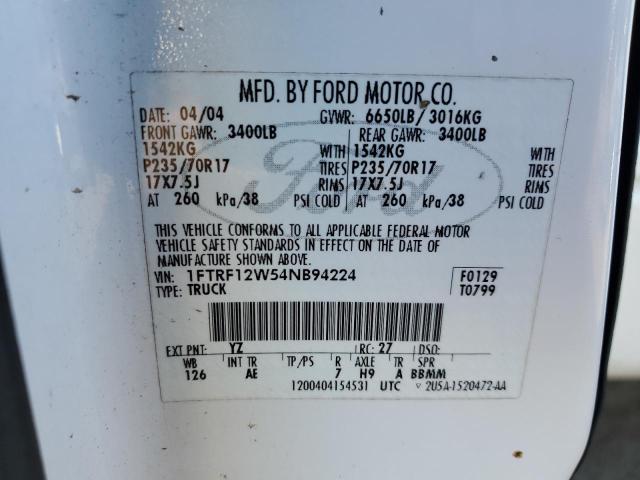 MFD. BY FORD MOTOR CO.
DATE: 04/04 GVWR: 6650LB/ 3016KG
FRONT GAWR: 3400LB REAR GAWR: 3400LB
1542KG WITH 1542KG WITH
P235/70R17 TIRES P235/70R17 TIRES
17X7.5J RIMS 17X7.5J RIMS
AT 260 kPa/38 PSI COLD AT 260 kPa/38 PSI COLD
Ford
THIS VEHICLE CONFORMS TO ALL APPLICABLE FEDERAL MOTOR
VEHICLE SAFETY STANDARDS IN EFFECT ON THE DATE OF
MANUFACTURE SHOWN ABOVE.
VIN: 1FTRF12W54NB94224 F0129
TYPE: TRUCK T0799
EXT PNT: YZ RC: 27 DSO:
WB INT TR TP/PS R AXLE TR SPR
126 AE 7 H9 A BBMM
1200404154531 UTC ▽ 2U5A-1520472-AA